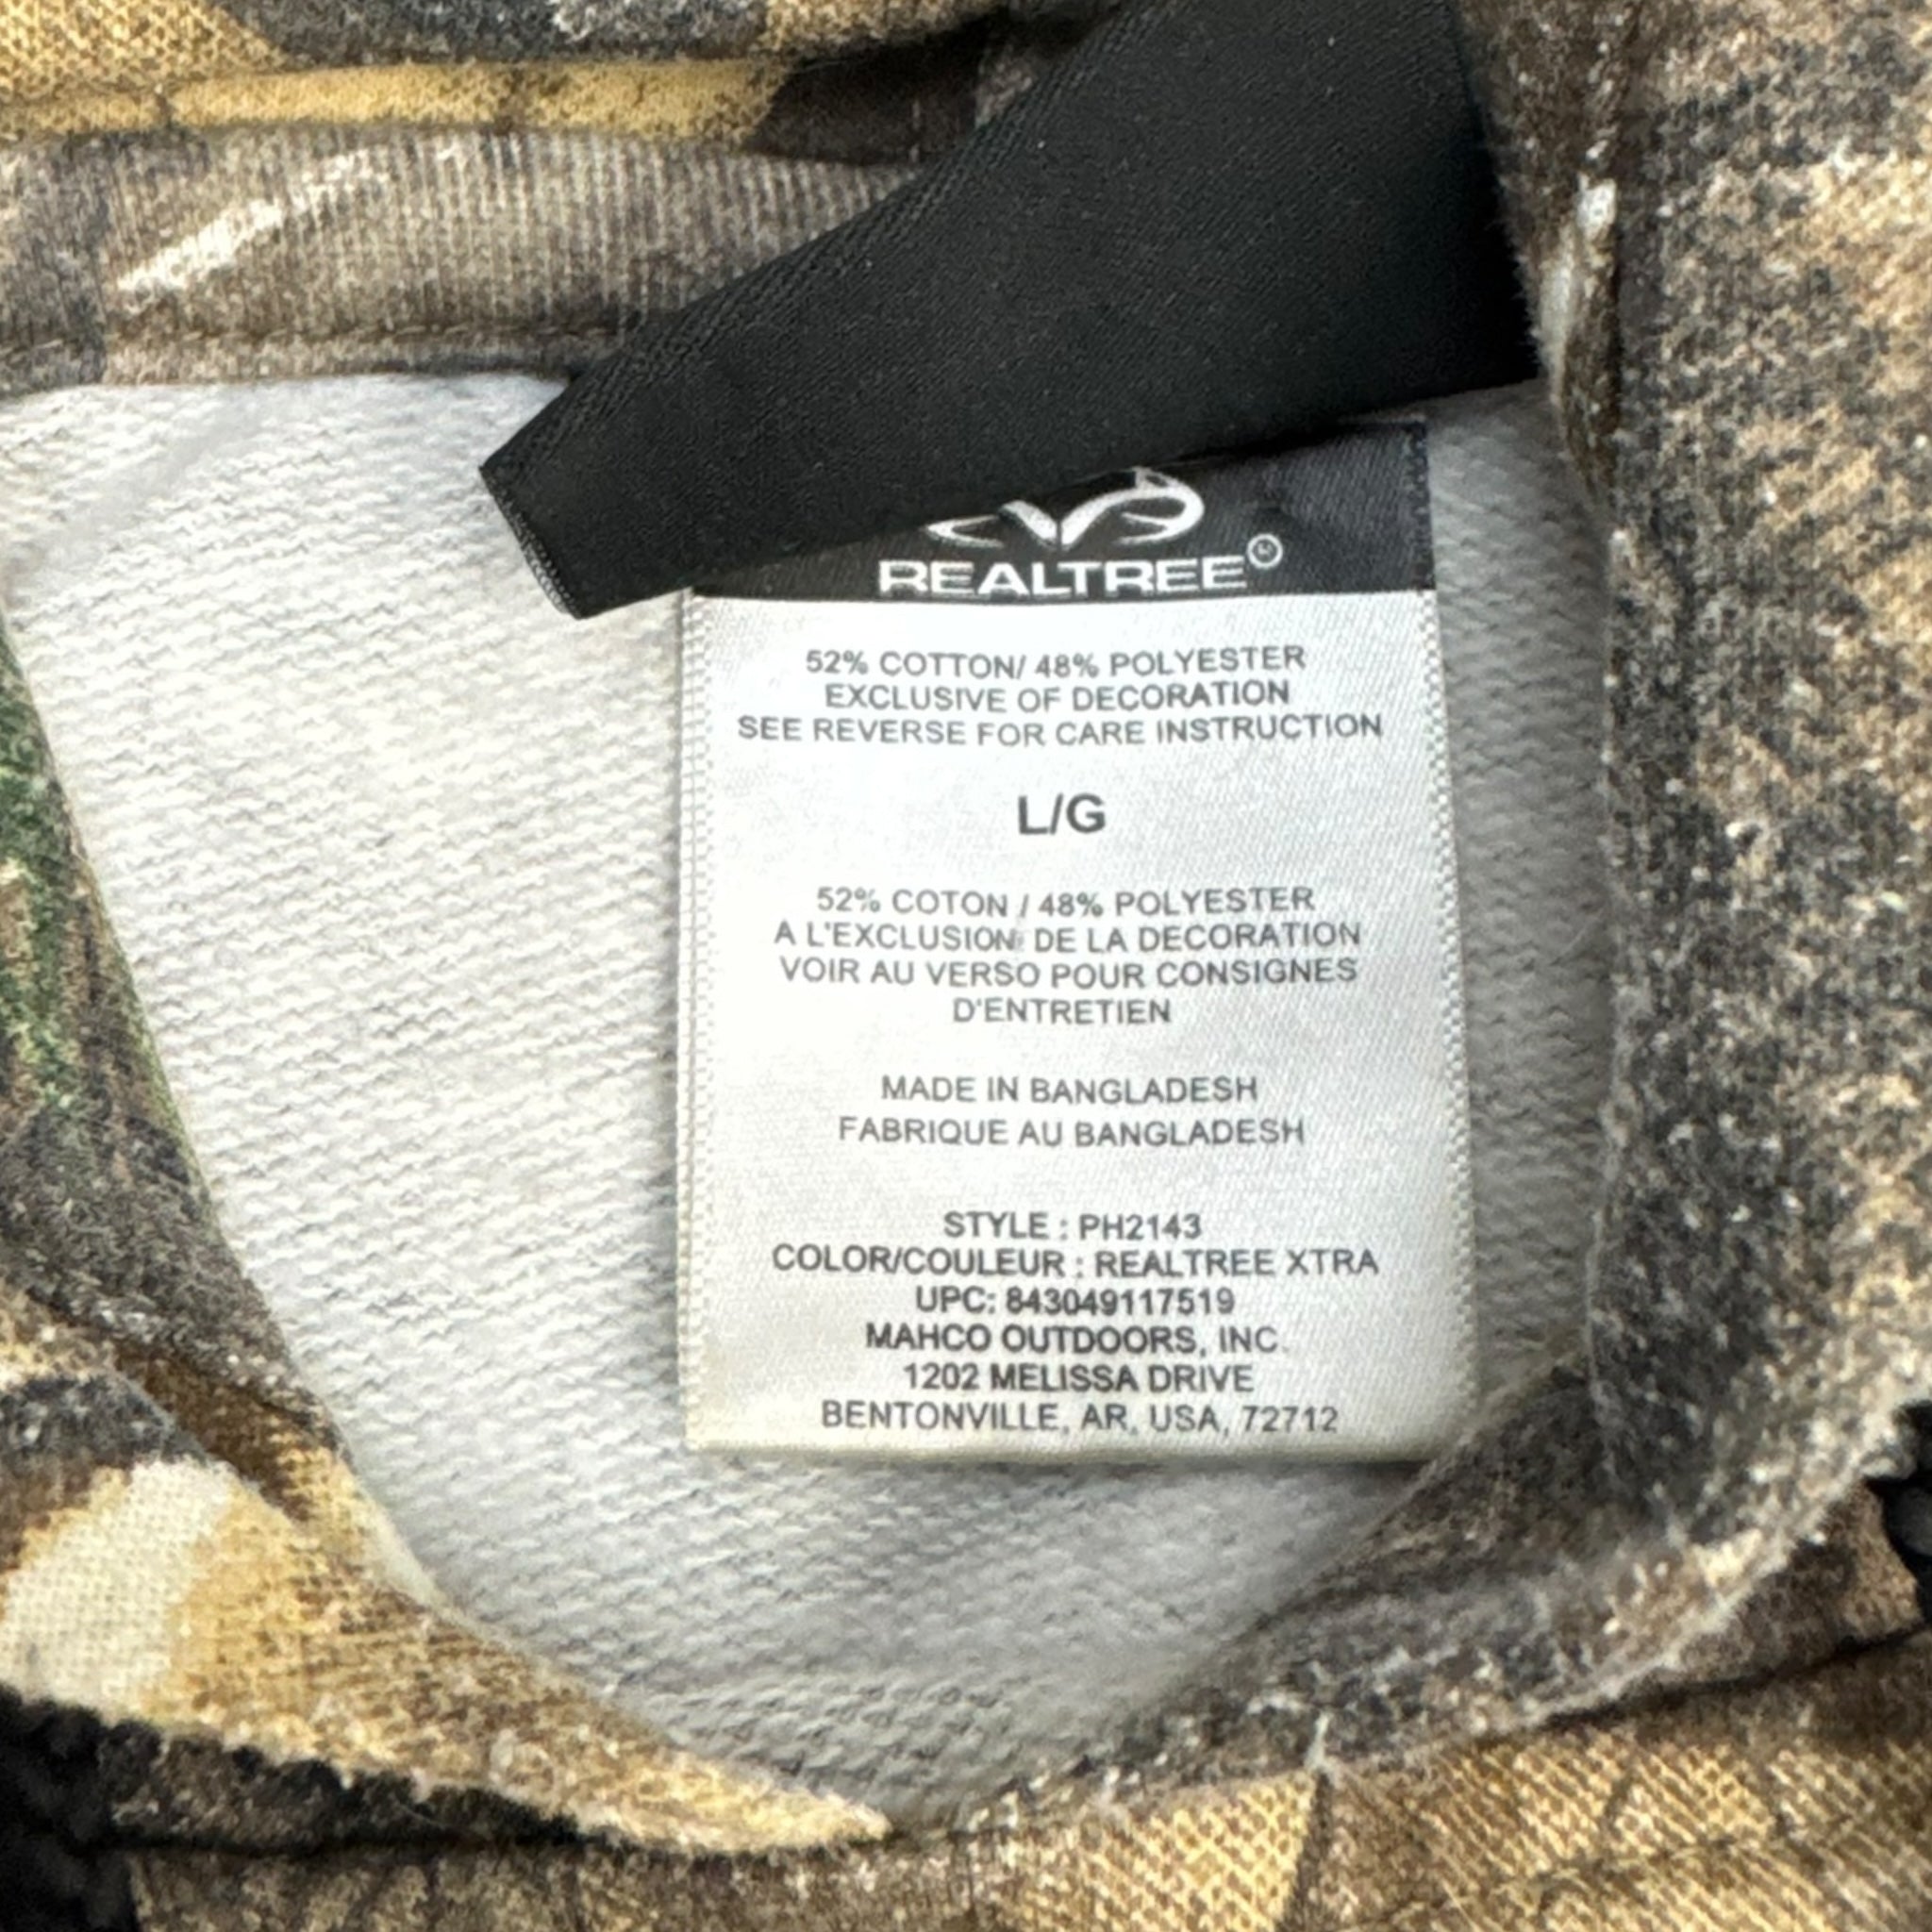 REALTREE®
52% COTTON/ 48% POLYESTER
EXCLUSIVE OF DECORATION
SEE REVERSE FOR CARE INSTRUCTION
L/G
52% COTON / 48% POLYESTER
A L'EXCLUSION DE LA DECORATION
VOIR AU VERSO POUR CONSIGNES
D'ENTRETIEN
MADE IN BANGLADESH
FABRIQUE AU BANGLADESH
STYLE : PH2143
COLOR/COULEUR : REALTREE XTRA
UPC: 843049117519
MAHCO OUTDOORS, INC.
1202 MELISSA DRIVE
BENTONVILLE, AR, USA, 72712